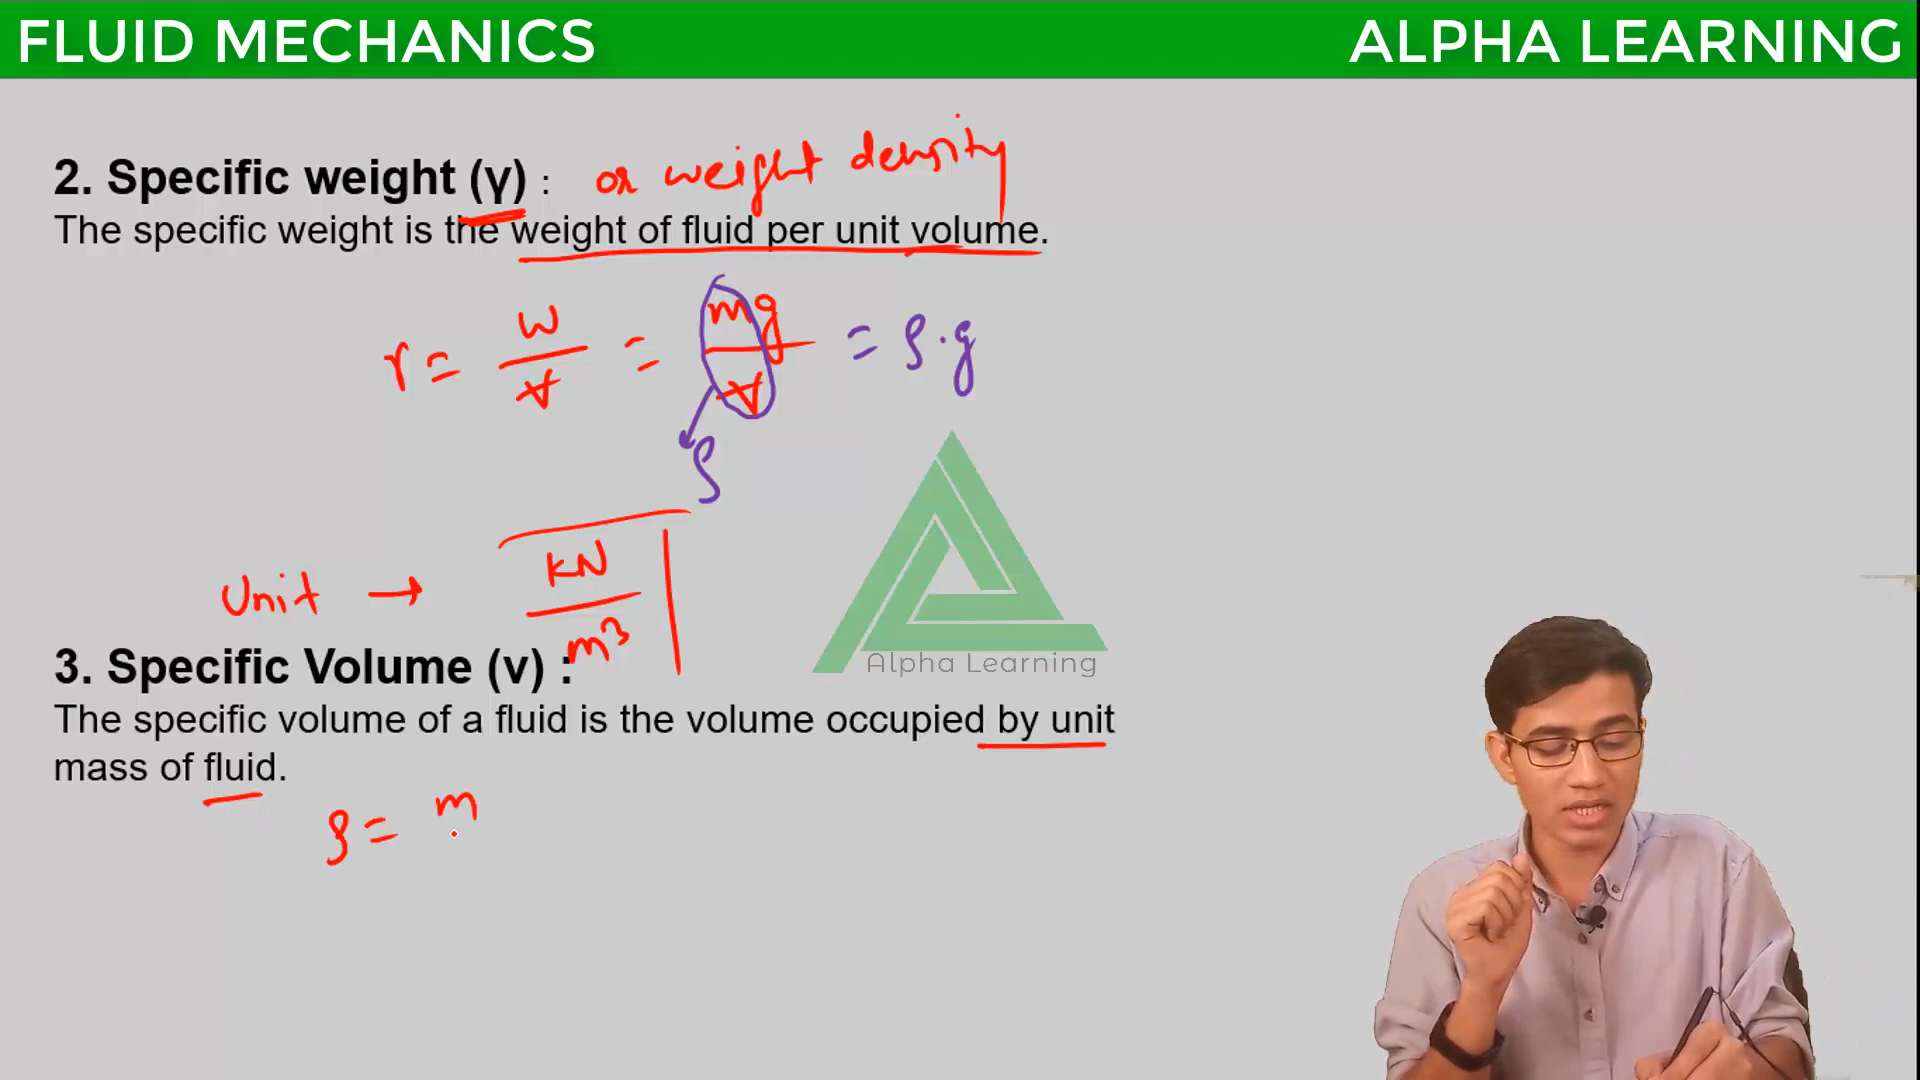 FLUID MECHANICS
ALPHA LEARNING
2. Specific weight (γ) : or weight density
The specific weight is the weight of fluid per unit volume.
γ = W/V = mg/V = ρ·g
ρ
Unit → kN/m³
Alpha Learning
3. Specific Volume (v) :
The specific volume of a fluid is the volume occupied by unit
mass of fluid.
ρ = m